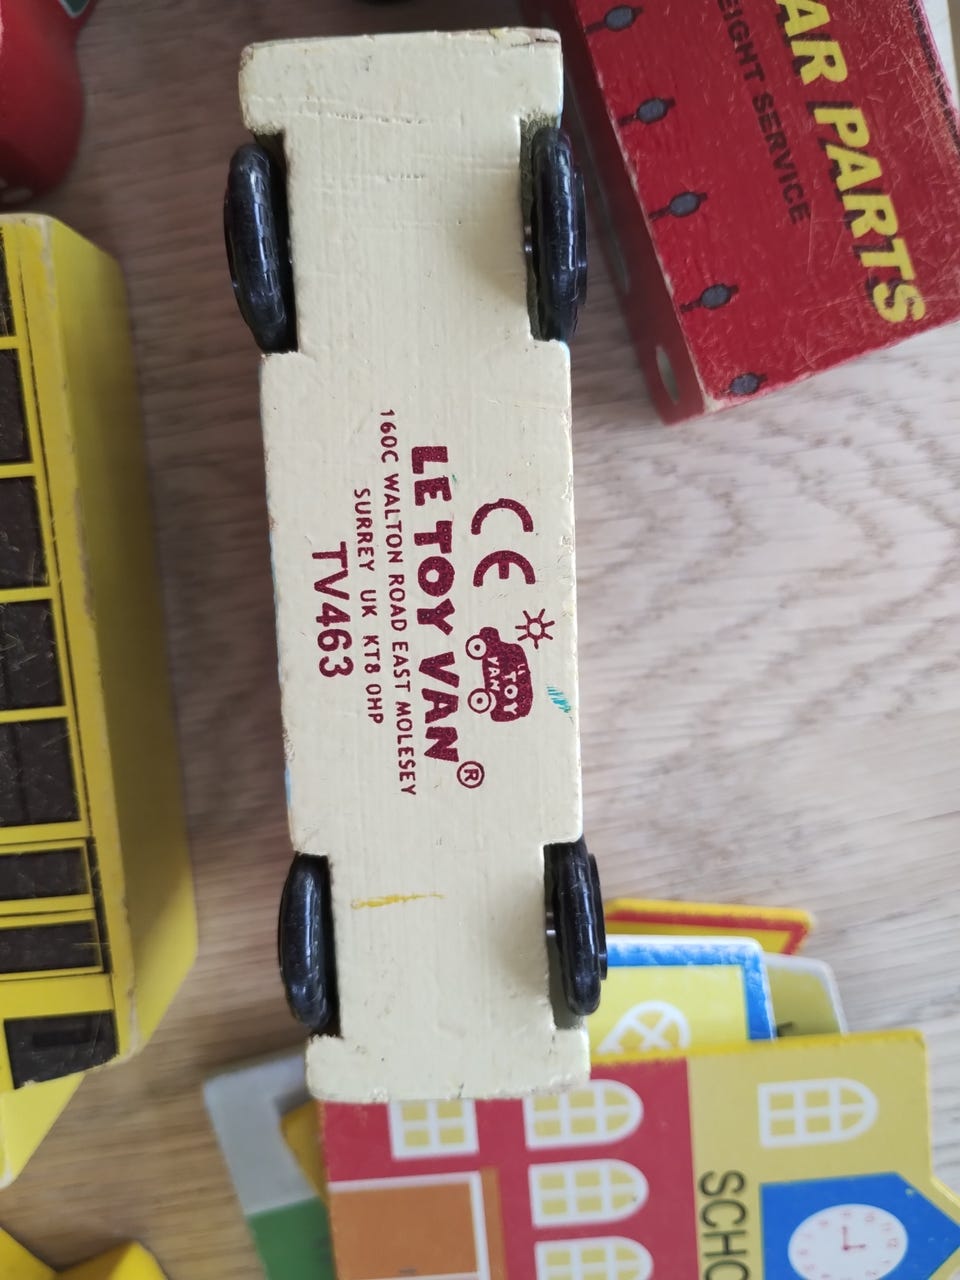 CE
LE TOY VAN
LE TOY VAN®
160C WALTON ROAD EAST MOLESEY
SURREY UK KT8 0HP
TV463
AR PARTS
EIGHT SERVICE
SCHO